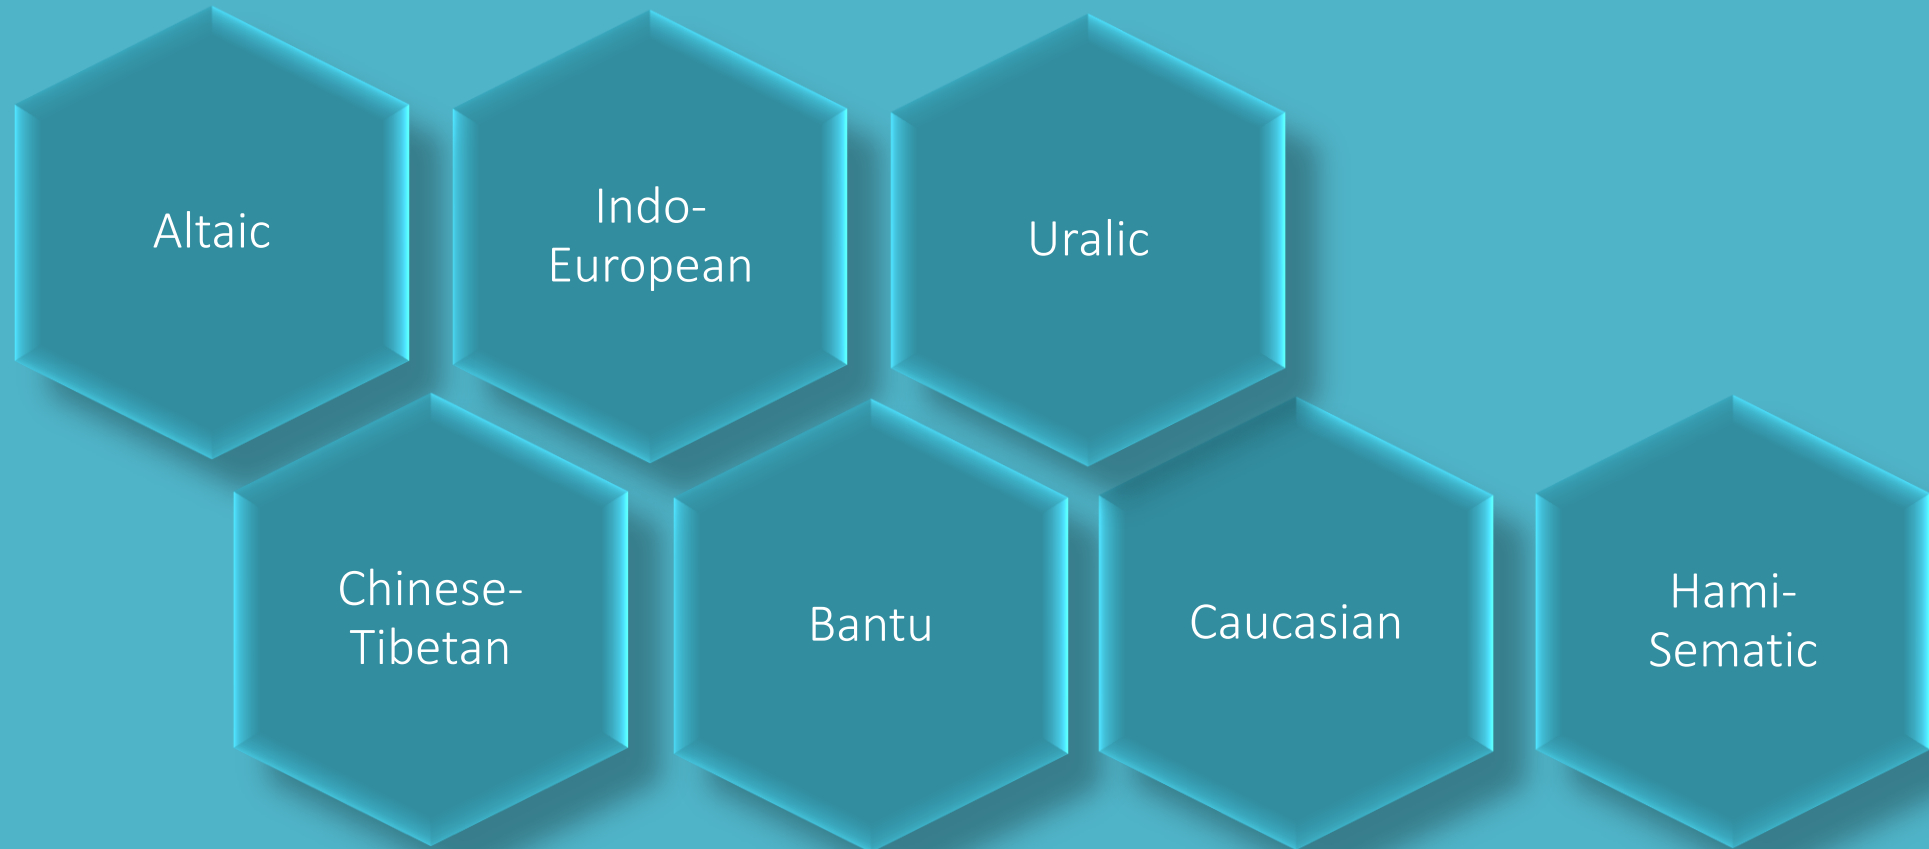 Altaic
Indo-
European
Uralic
Chinese-
Tibetan
Bantu
Caucasian
Hami-
Sematic